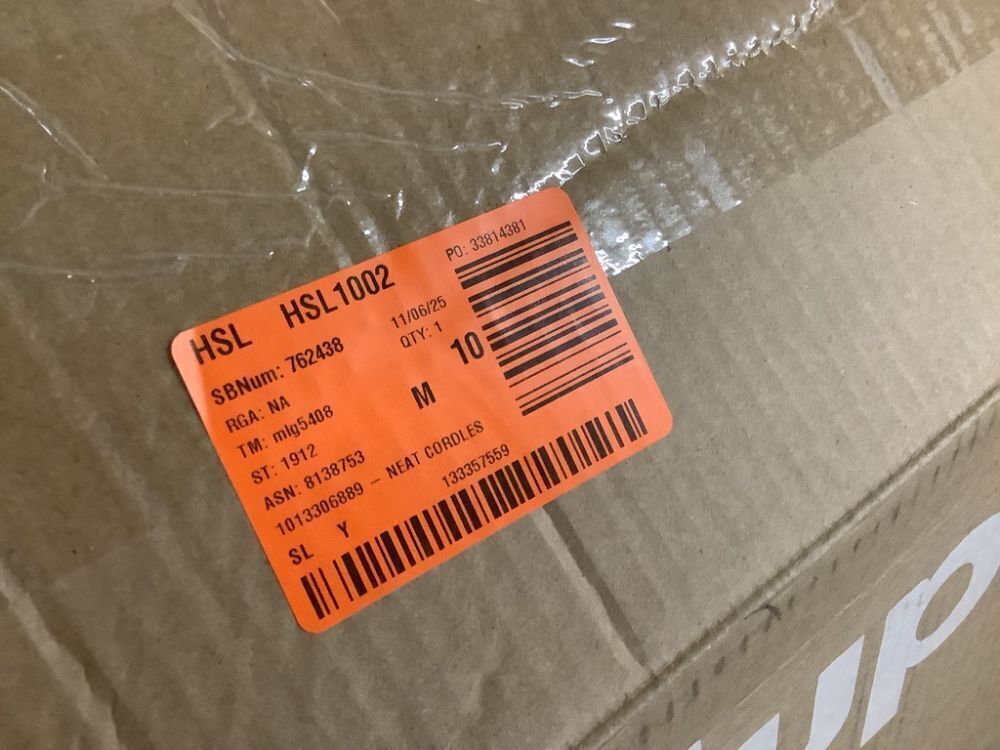 HSL HSL1002
PO: 33814381
SBNum: 762438
11/06/25
RGA: NA
QTY: 1
TM: mlg5408
M 10
ST: 1912
ASN: 8138753
1013306889 - NEAT CORDLES
SL Y
133357559